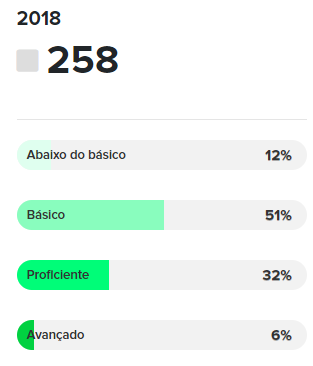 2018
258
Abaixo do básico 12%
Básico 51%
Proficiente 32%
Avançado 6%